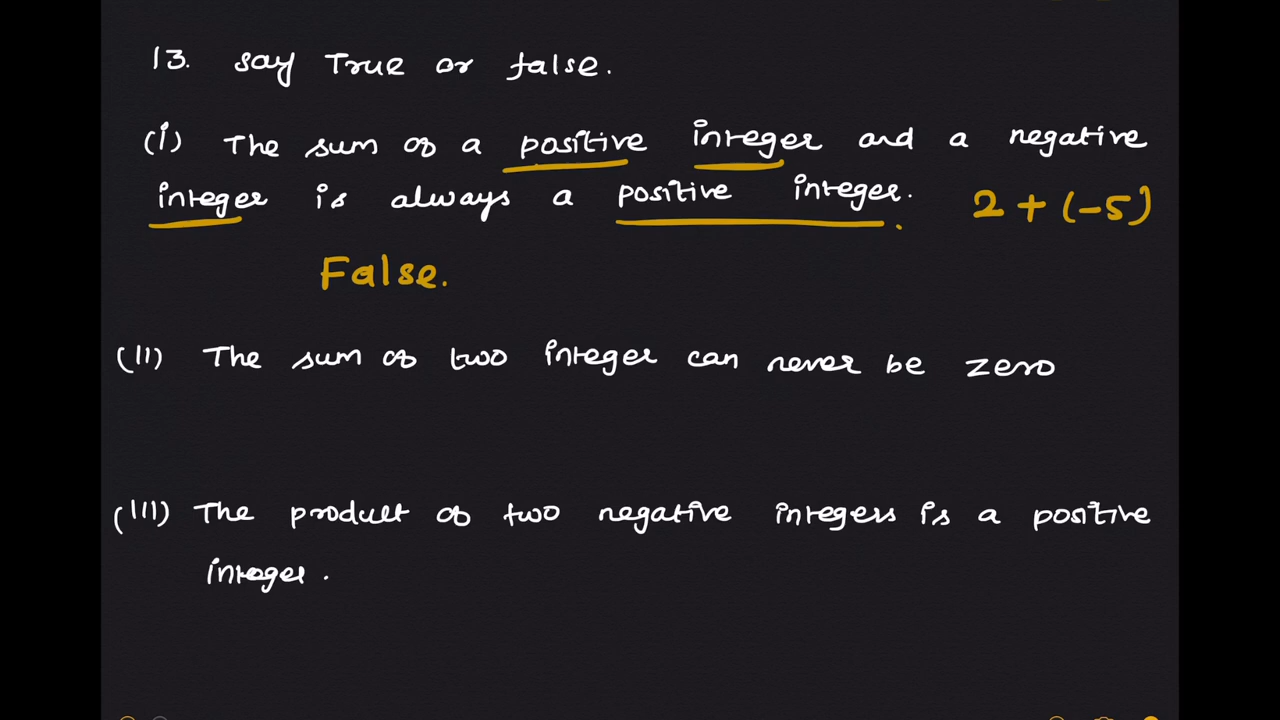 13. say True or false.
(i) The sum of a positive integer and a negative
integer is always a positive integer. 2 + (-5)
False.
(II) The sum of two integer can never be zero
(III) The product of two negative integers is a positive
integer.